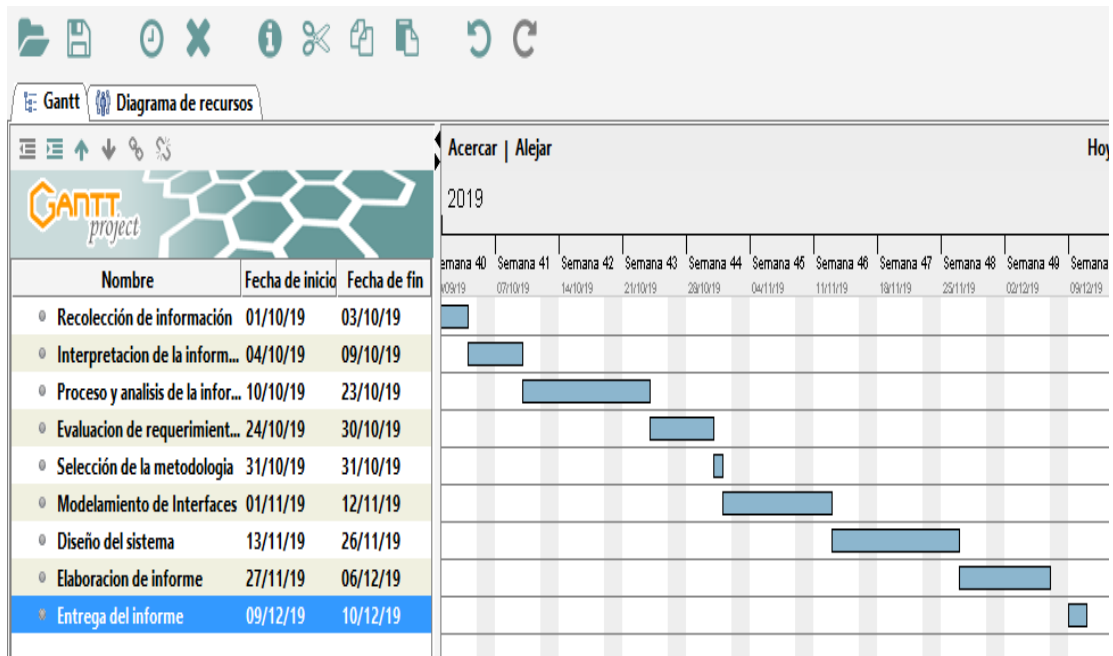 Gantt Diagrama de recursos
Acercar | Alejar Hoy
GANTT project
2019
emana 40 Semana 41 Semana 42 Semana 43 Semana 44 Semana 45 Semana 46 Semana 47 Semana 48 Semana 49 Semana
/09/19 07/10/19 14/10/19 21/10/19 28/10/19 04/11/19 11/11/19 18/11/19 25/11/19 02/12/19 09/12/19
Nombre Fecha de inicio Fecha de fin
Recolección de información 01/10/19 03/10/19
Interpretacion de la inform... 04/10/19 09/10/19
Proceso y analisis de la infor... 10/10/19 23/10/19
Evaluacion de requerimient... 24/10/19 30/10/19
Selección de la metodologia 31/10/19 31/10/19
Modelamiento de Interfaces 01/11/19 12/11/19
Diseño del sistema 13/11/19 26/11/19
Elaboracion de informe 27/11/19 06/12/19
Entrega del informe 09/12/19 10/12/19